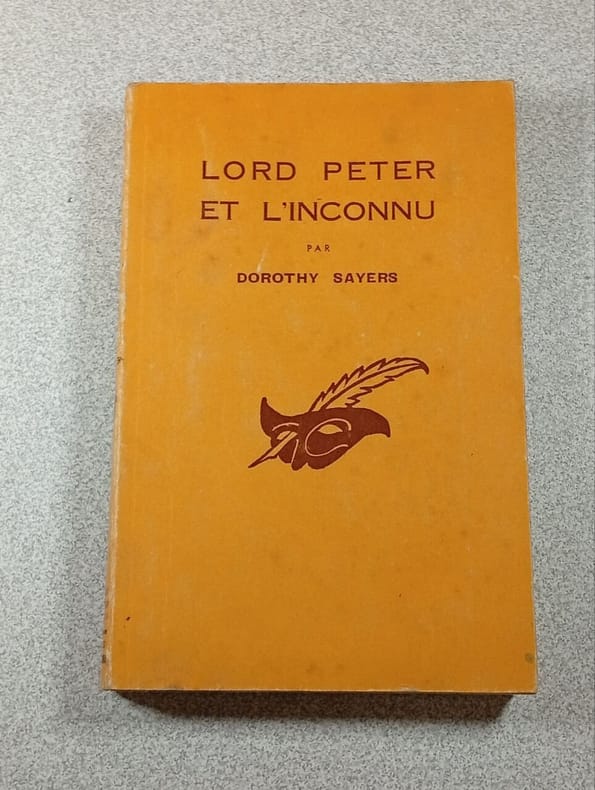 LORD PETER
ET L'INCONNU
PAR
DOROTHY SAYERS